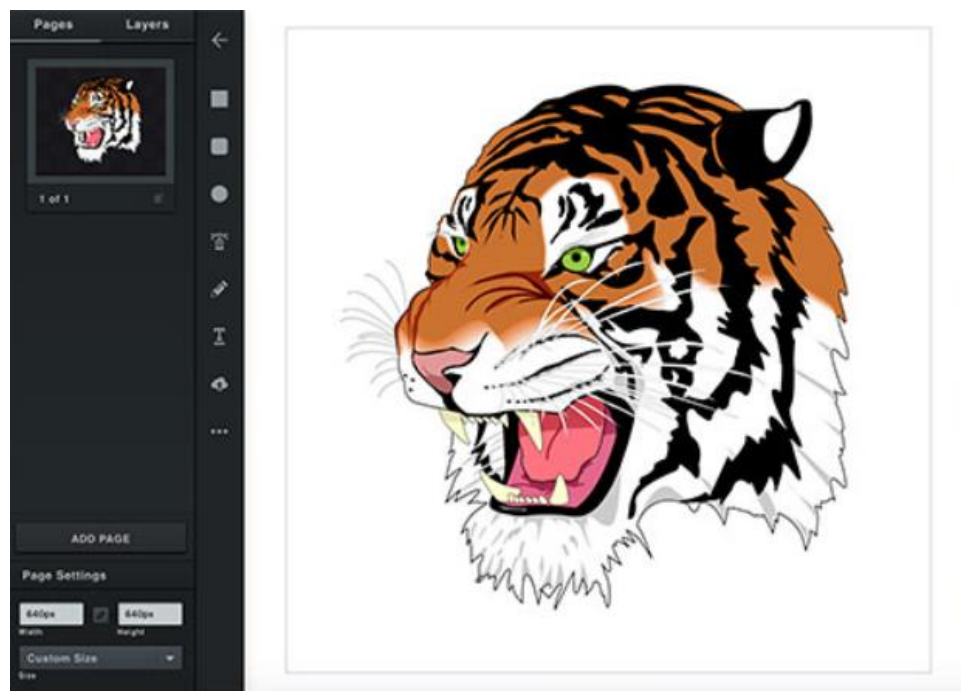 Pages Layers
1 of 1
ADD PAGE
Page Settings
640px 640px
Width Height
Custom Size
Size